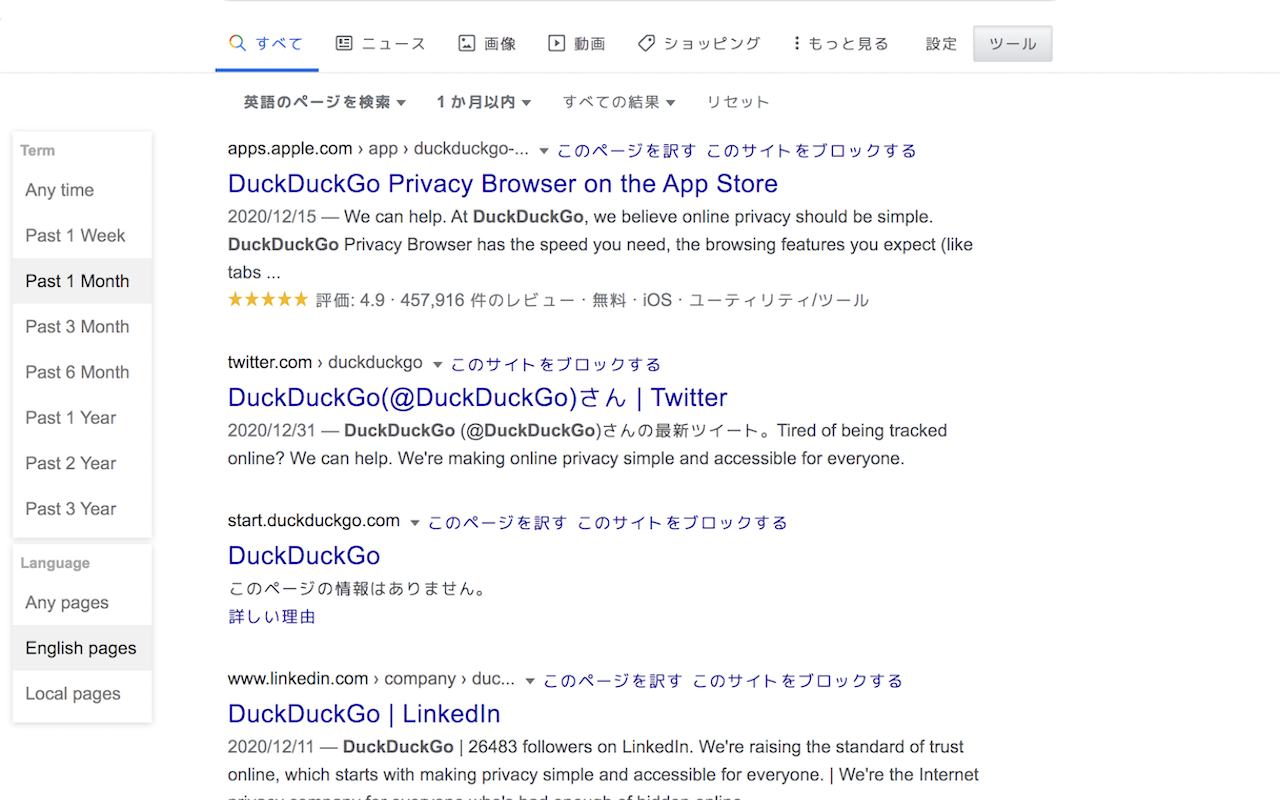 すべて ニュース 画像 動画 ショッピング もっと見る 設定 ツール
英語のページを検索 1 か月以内 すべての結果 リセット
Term
Any time
Past 1 Week
Past 1 Month
Past 3 Month
Past 6 Month
Past 1 Year
Past 2 Year
Past 3 Year
Language
Any pages
English pages
Local pages
apps.apple.com › app › duckduckgo-... このページを訳す このサイトをブロックする
DuckDuckGo Privacy Browser on the App Store
2020/12/15 — We can help. At DuckDuckGo, we believe online privacy should be simple.
DuckDuckGo Privacy Browser has the speed you need, the browsing features you expect (like
tabs ...
★★★★★ 評価: 4.9 · 457,916 件のレビュー · 無料 · iOS · ユーティリティ/ツール
twitter.com › duckduckgo このサイトをブロックする
DuckDuckGo(@DuckDuckGo)さん | Twitter
2020/12/31 — DuckDuckGo (@DuckDuckGo)さんの最新ツイート。Tired of being tracked
online? We can help. We're making online privacy simple and accessible for everyone.
start.duckduckgo.com このページを訳す このサイトをブロックする
DuckDuckGo
このページの情報はありません。
詳しい理由
www.linkedin.com › company › duc... このページを訳す このサイトをブロックする
DuckDuckGo | LinkedIn
2020/12/11 — DuckDuckGo | 26483 followers on LinkedIn. We're raising the standard of trust
online, which starts with making privacy simple and accessible for everyone. | We're the Internet
privacy company for everyone who's had enough of hidden online